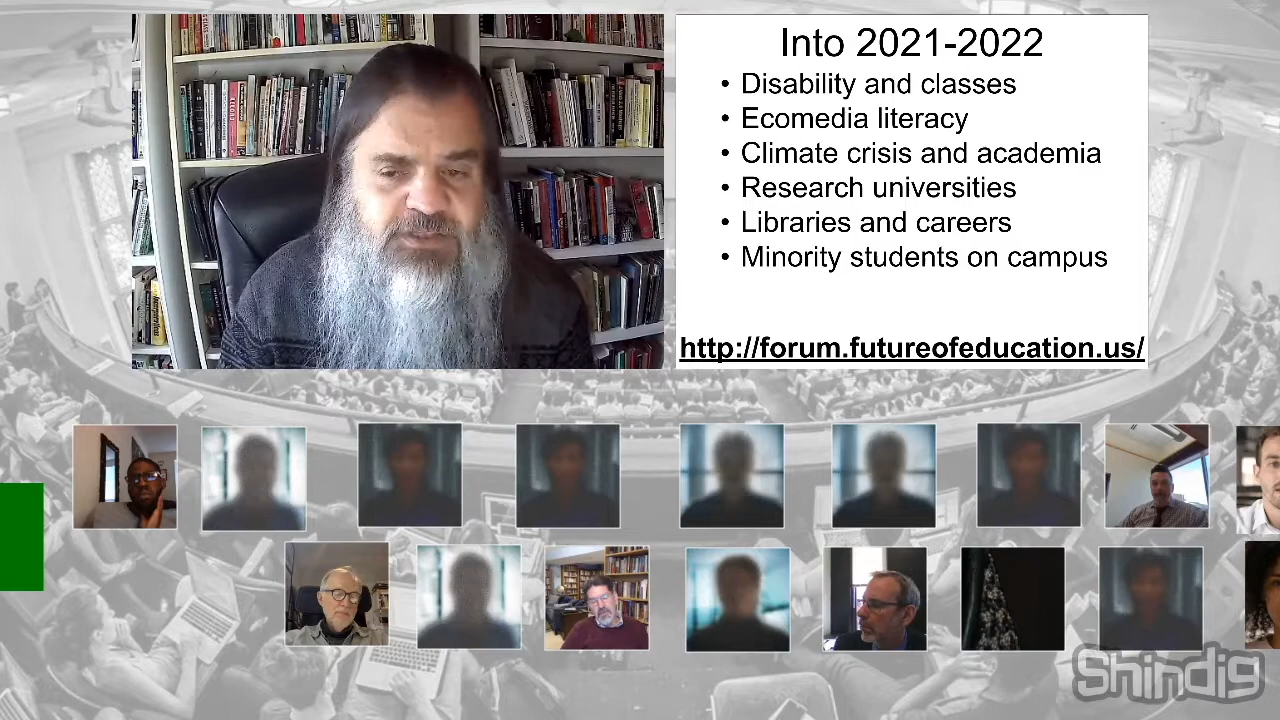 Into 2021-2022
• Disability and classes
• Ecomedia literacy
• Climate crisis and academia
• Research universities
• Libraries and careers
• Minority students on campus
http://forum.futureofeducation.us/
Shindig